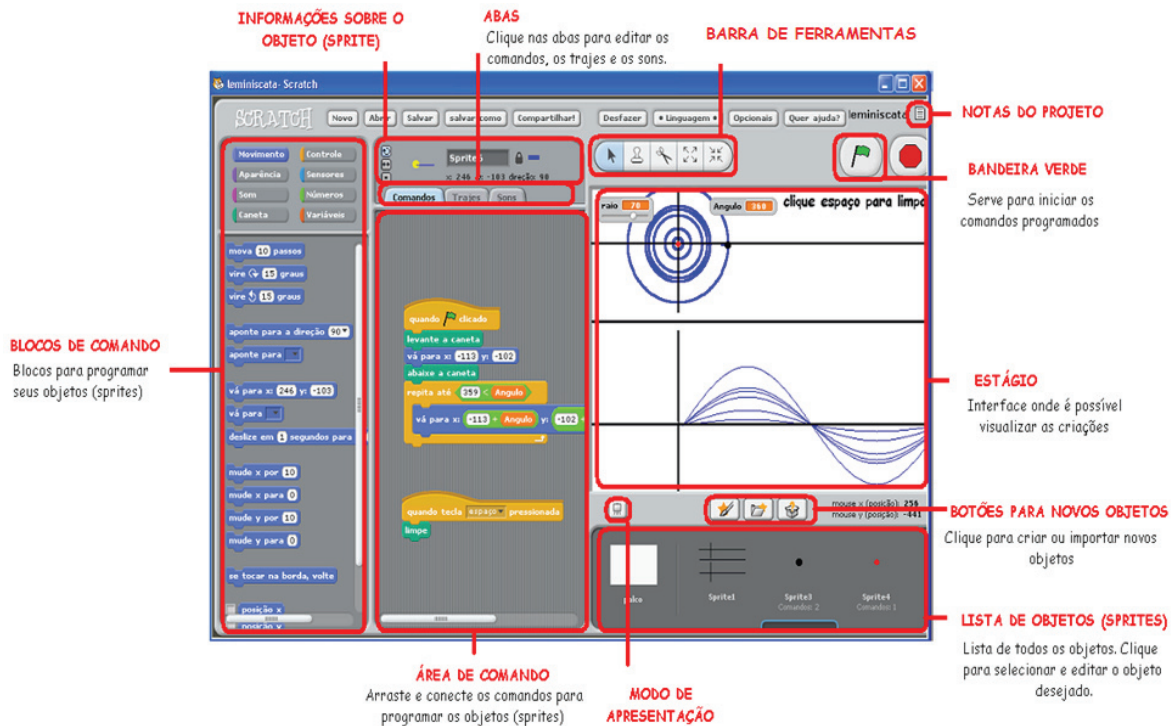 INFORMAÇÕES SOBRE O
OBJETO (SPRITE)
ABAS
Clique nas abas para editar os
comandos, os trajes e os sons.
BARRA DE FERRAMENTAS
leminiscata- Scratch
SCRATCH
Novo
Abrir
Salvar
salvar como
Compartilhar!
Desfazer
• Linguagem •
Opcionais
Quer ajuda?
leminiscata
NOTAS DO PROJETO
Movimento
Controle
Aparência
Sensores
Som
Números
Caneta
Variáveis
x: 246 y: -103 direção: 90
Comandos
Trajes
Sons
BANDEIRA VERDE
Serve para iniciar os
comandos programados
raio 70
Angulo 360
clique espaço para limpa
mova 10 passos
vire 15 graus
vire 15 graus
aponte para a direção 90
aponte para
vá para x: 246 y: -103
vá para
deslize em 1 segundos para
mude x por 10
mude x para 0
mude y por 10
mude y para 0
se tocar na borda, volte
posição x
posição y
BLOCOS DE COMANDO
Blocos para programar
seus objetos (sprites)
quando clicado
levante a caneta
vá para x: -113 y: -102
abaixe a caneta
repita até 359 < Angulo
vá para x: -113 + Angulo y: -102 +
quando tecla espaço pressionada
limpe
ESTÁGIO
Interface onde é possível
visualizar as criações
mouse x (posição): 256
mouse y (posição): -441
BOTÕES PARA NOVOS OBJETOS
Clique para criar ou importar novos
objetos
palco
Sprite1
Sprite3
Comandos: 2
Sprite4
Comandos: 1
LISTA DE OBJETOS (SPRITES)
Lista de todos os objetos. Clique
para selecionar e editar o objeto
desejado.
ÁREA DE COMANDO
Arraste e conecte os comandos para
programar os objetos (sprites)
MODO DE
APRESENTAÇÃO